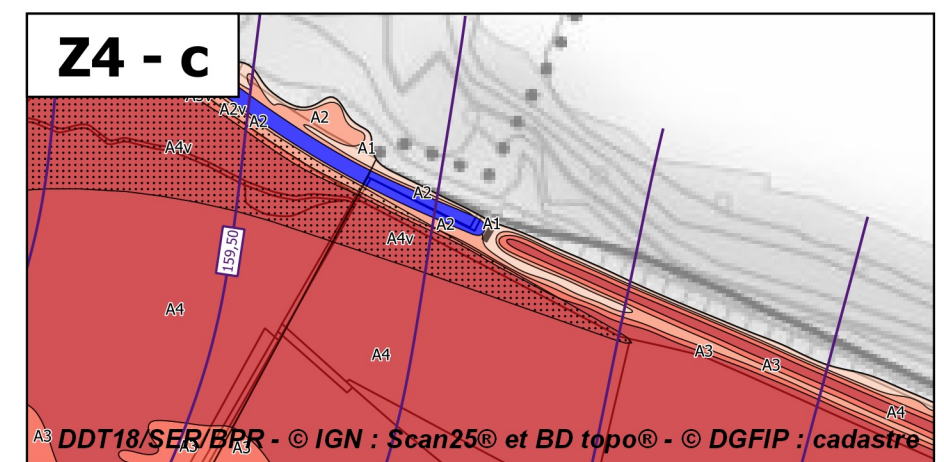 Z4 - c
A2v
A2
A2
A1
A4v
A2
A2
A1
A4v
159,50
A4
A4
A3
A3
A4
A3
A3
A3
DDT18/SER/BPR - © IGN : Scan25® et BD topo® - © DGFIP : cadastre